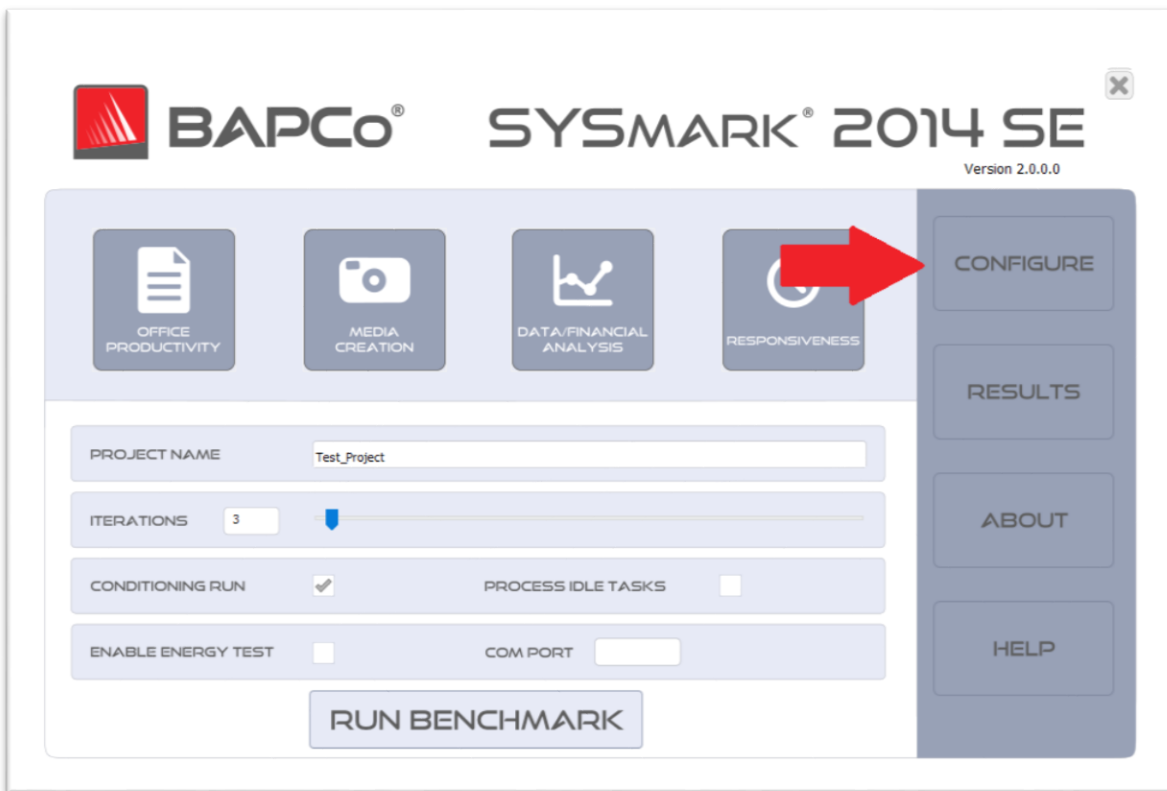 BAPCo® SYSMARK® 2014 SE
Version 2.0.0.0
OFFICE
PRODUCTIVITY
MEDIA
CREATION
DATA/FINANCIAL
ANALYSIS
RESPONSIVENESS
CONFIGURE
RESULTS
ABOUT
HELP
PROJECT NAME Test_Project
ITERATIONS 3
CONDITIONING RUN PROCESS IDLE TASKS
ENABLE ENERGY TEST COM PORT
RUN BENCHMARK